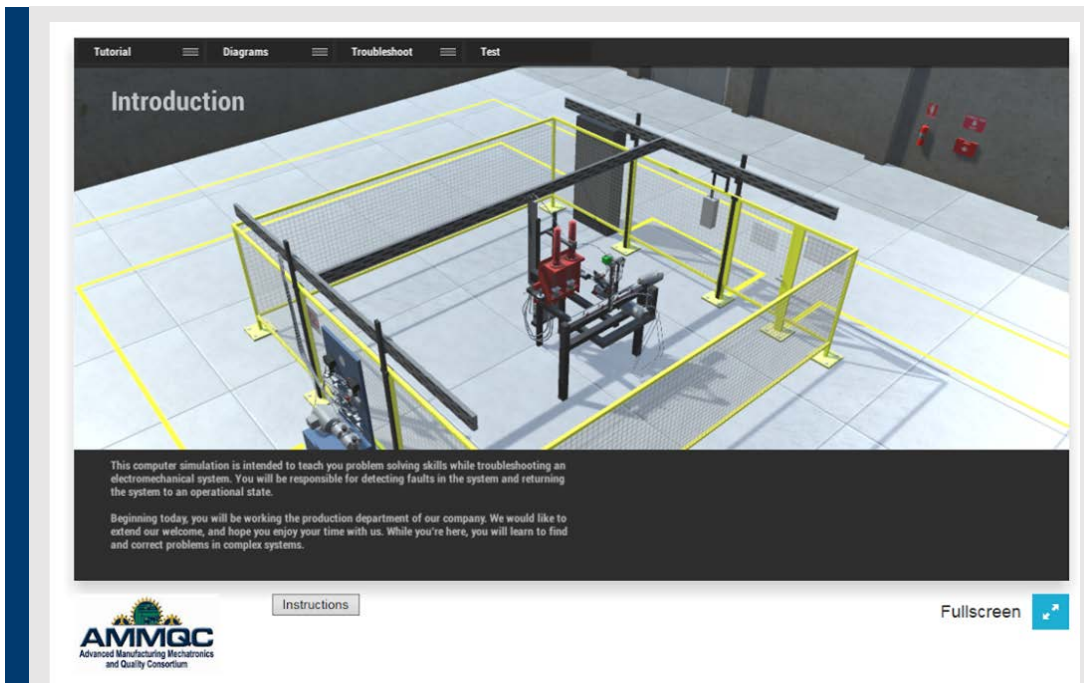 Tutorial Diagrams Troubleshoot Test
Introduction
This computer simulation is intended to teach you problem solving skills while troubleshooting an
electromechanical system. You will be responsible for detecting faults in the system and returning
the system to an operational state.
Beginning today, you will be working the production department of our company. We would like to
extend our welcome, and hope you enjoy your time with us. While you're here, you will learn to find
and correct problems in complex systems.
Instructions
Fullscreen
AMMQC
Advanced Manufacturing Mechatronics
and Quality Consortium